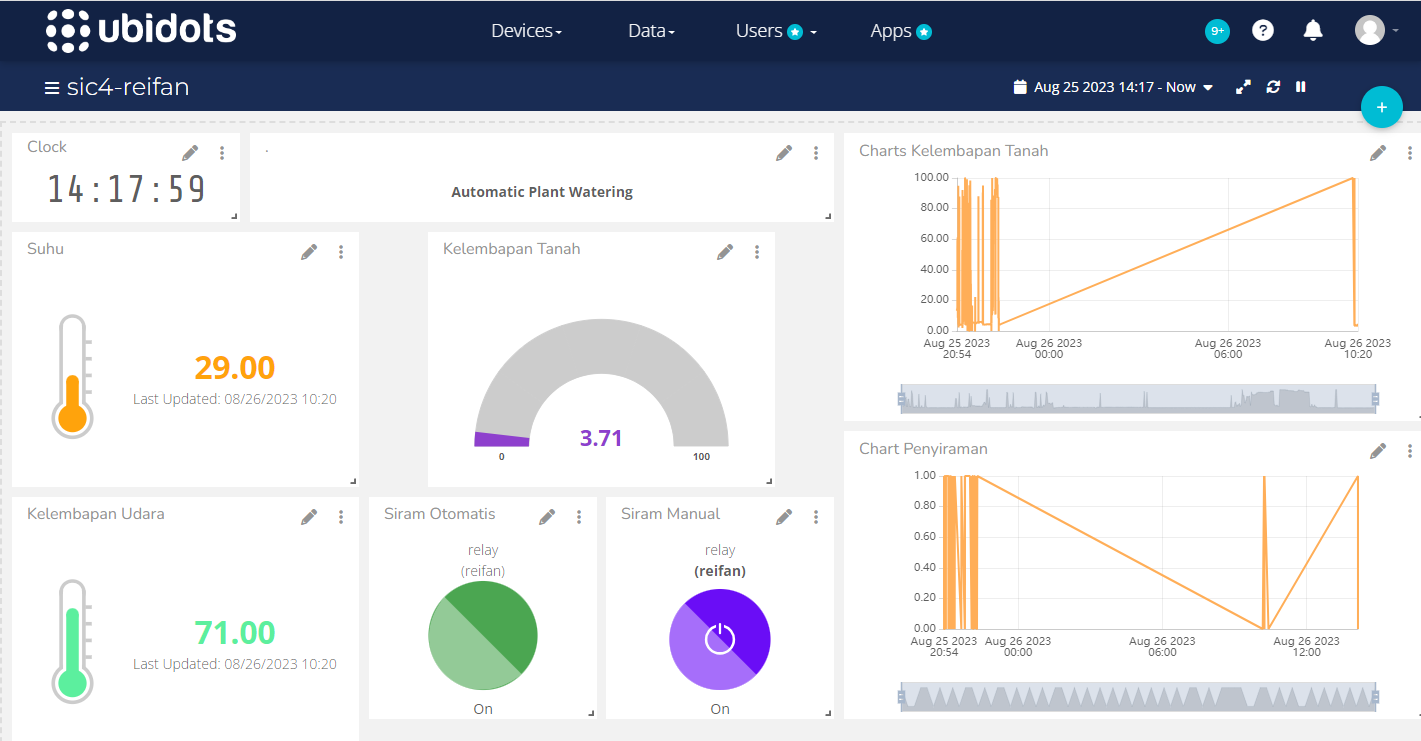 ubidots
Devices
Data
Users
Apps
9+
?
sic4-reifan
Aug 25 2023 14:17 - Now
+
Clock
14:17:59
.
Automatic Plant Watering
Suhu
29.00
Last Updated: 08/26/2023 10:20
Kelembapan Tanah
3.71
0
100
Kelembapan Udara
71.00
Last Updated: 08/26/2023 10:20
Siram Otomatis
relay
(reifan)
On
Siram Manual
relay
(reifan)
On
Charts Kelembapan Tanah
100.00
80.00
60.00
40.00
20.00
0.00
Aug 25 2023
20:54
Aug 26 2023
00:00
Aug 26 2023
06:00
Aug 26 2023
10:20
Chart Penyiraman
1.00
0.80
0.60
0.40
0.20
0.00
Aug 25 2023
20:54
Aug 26 2023
00:00
Aug 26 2023
06:00
Aug 26 2023
12:00